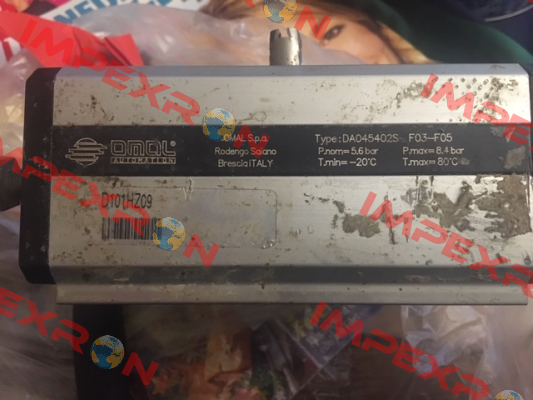 OMAL
AUTOMATION
OMAL S.p.a.
Rodengo Saiano
Brescia ITALY
Type: DA045402S F03-F05
P.nom= 5,6 bar P.max= 8,4 bar
T.min= -20°C T.max= 80°C
D101HZ09
IMPEXRON
IMPEXRON
IMPEXRON
IMPEXRON
IMPEXRON